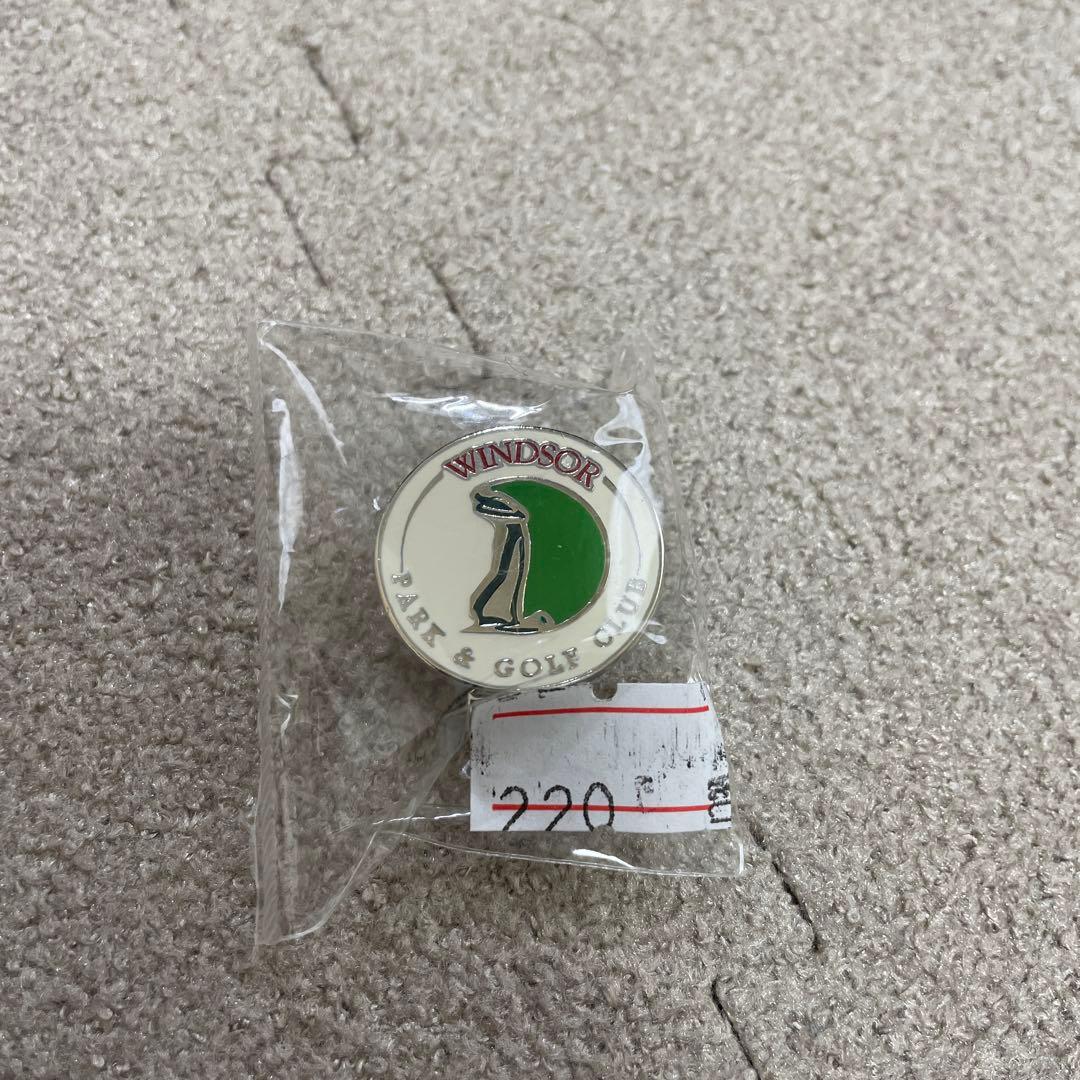 WINDSOR
PARK & GOLF CLUB
220